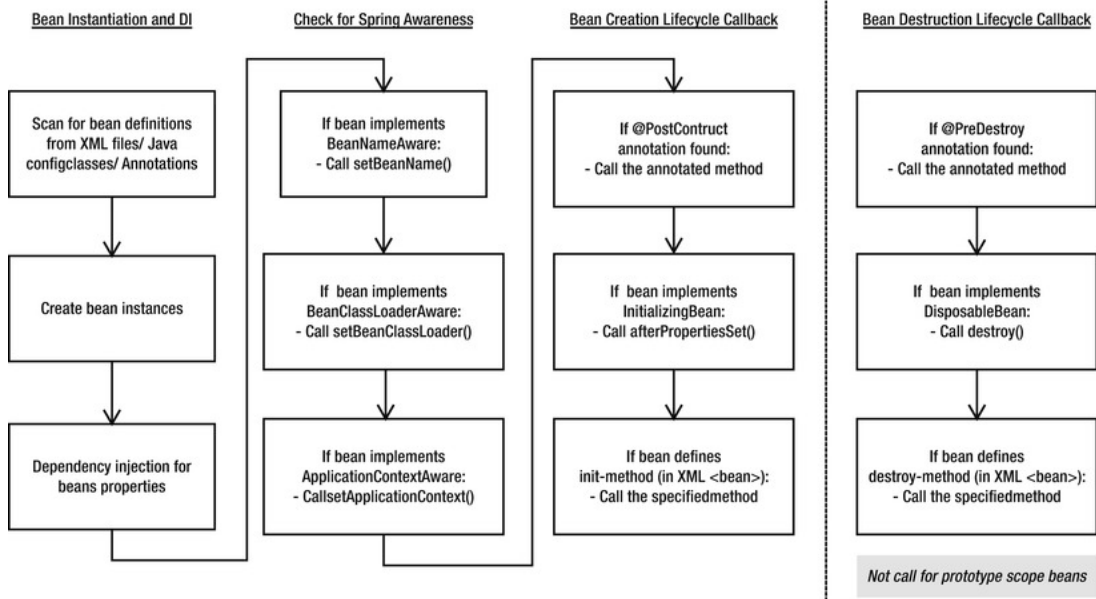 Bean Instantiation and DI
Scan for bean definitions
from XML files/ Java
configclasses/ Annotations
Create bean instances
Dependency injection for
beans properties
Check for Spring Awareness
If bean implements
BeanNameAware:
- Call setBeanName()
If bean implements
BeanClassLoaderAware:
- Call setBeanClassLoader()
If bean implements
ApplicationContextAware:
- CallsetApplicationContext()
Bean Creation Lifecycle Callback
If @PostContruct
annotation found:
- Call the annotated method
If bean implements
InitializingBean:
- Call afterPropertiesSet()
If bean defines
init-method (in XML <bean>):
- Call the specifiedmethod
Bean Destruction Lifecycle Callback
If @PreDestroy
annotation found:
- Call the annotated method
If bean implements
DisposableBean:
- Call destroy()
If bean defines
destroy-method (in XML <bean>):
- Call the specifiedmethod
Not call for prototype scope beans